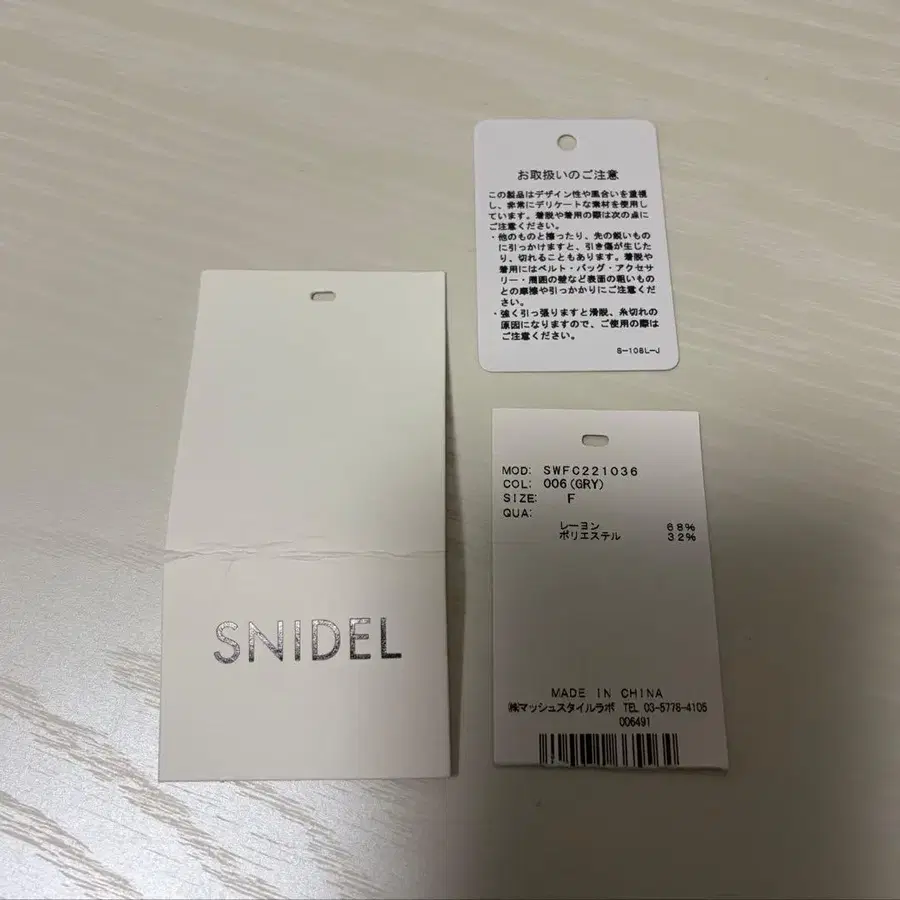 SNIDEL
お取扱いのご注意
この製品はデザイン性や風合いを重視
し、非常にデリケートな素材を使用し
ています。着脱や着用の際は次の点に
ご注意ください。
・他のものと擦ったり、先の鋭いもの
に引っかけますと、引き傷が生じた
り、切れることもあります。着脱や
着用にはベルト・バッグ・アクセサ
リー・周囲の壁など表面の粗いもの
との摩擦や引っかかりにご注意くだ
さい。
・強く引っ張りますと滑脱、糸切れの
原因になりますので、ご使用の際は
ご注意ください。
S-108L-J
MOD: SWFC221036
COL: 006(GRY)
SIZE: F
QUA:
レーヨン 68%
ポリエステル 32%
MADE IN CHINA
㈱マッシュスタイルラボ TEL 03-5778-4105
006491